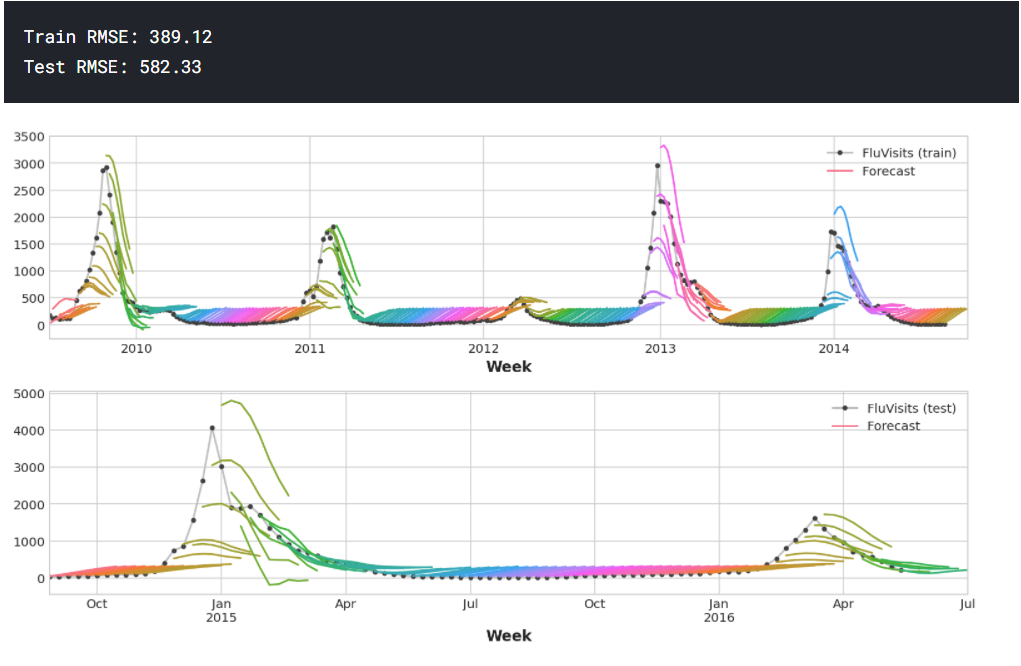 Train RMSE: 389.12
Test RMSE: 582.33
3500
3000
2500
2000
1500
1000
500
0
FluVisits (train)
Forecast
2010 2011 2012 2013 2014
Week
5000
4000
3000
2000
1000
0
FluVisits (test)
Forecast
Oct Jan Apr Jul Oct Jan Apr Jul
2015 2016
Week